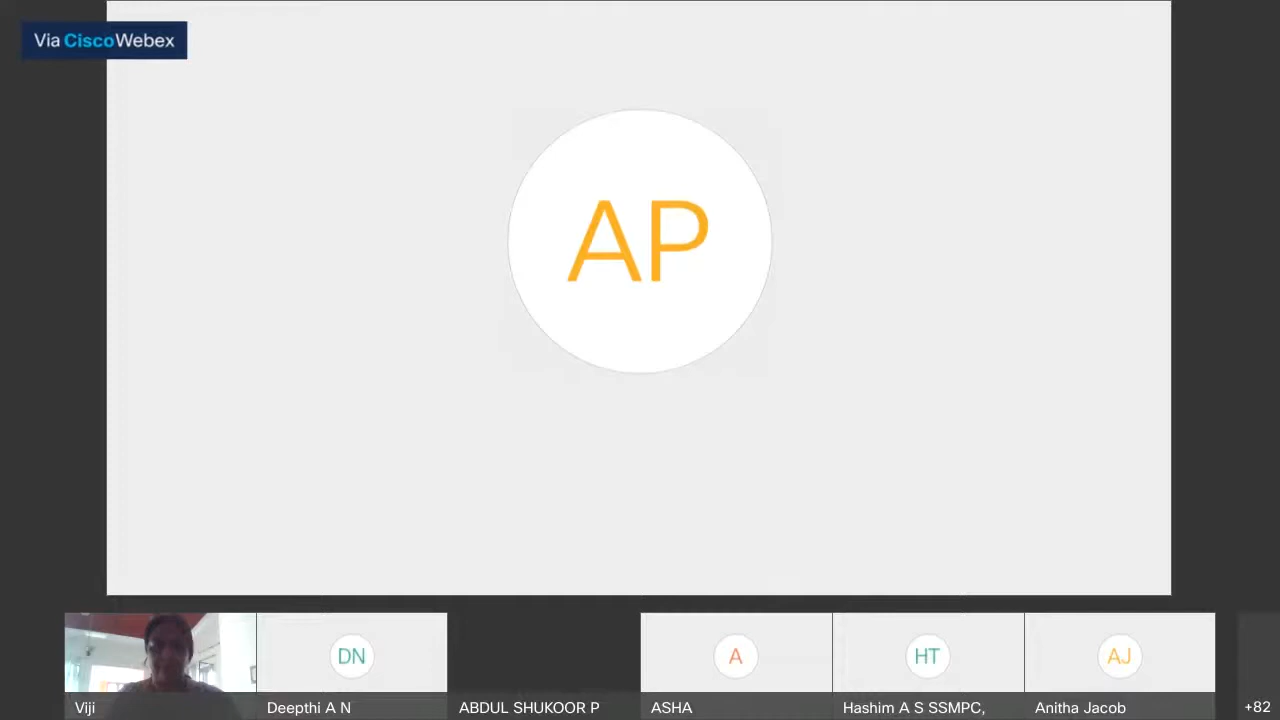 Via CiscoWebex
AP
DN
A
HT
AJ
Viji
Deepthi A N
ABDUL SHUKOOR P
ASHA
Hashim A S SSMPC,
Anitha Jacob
+82